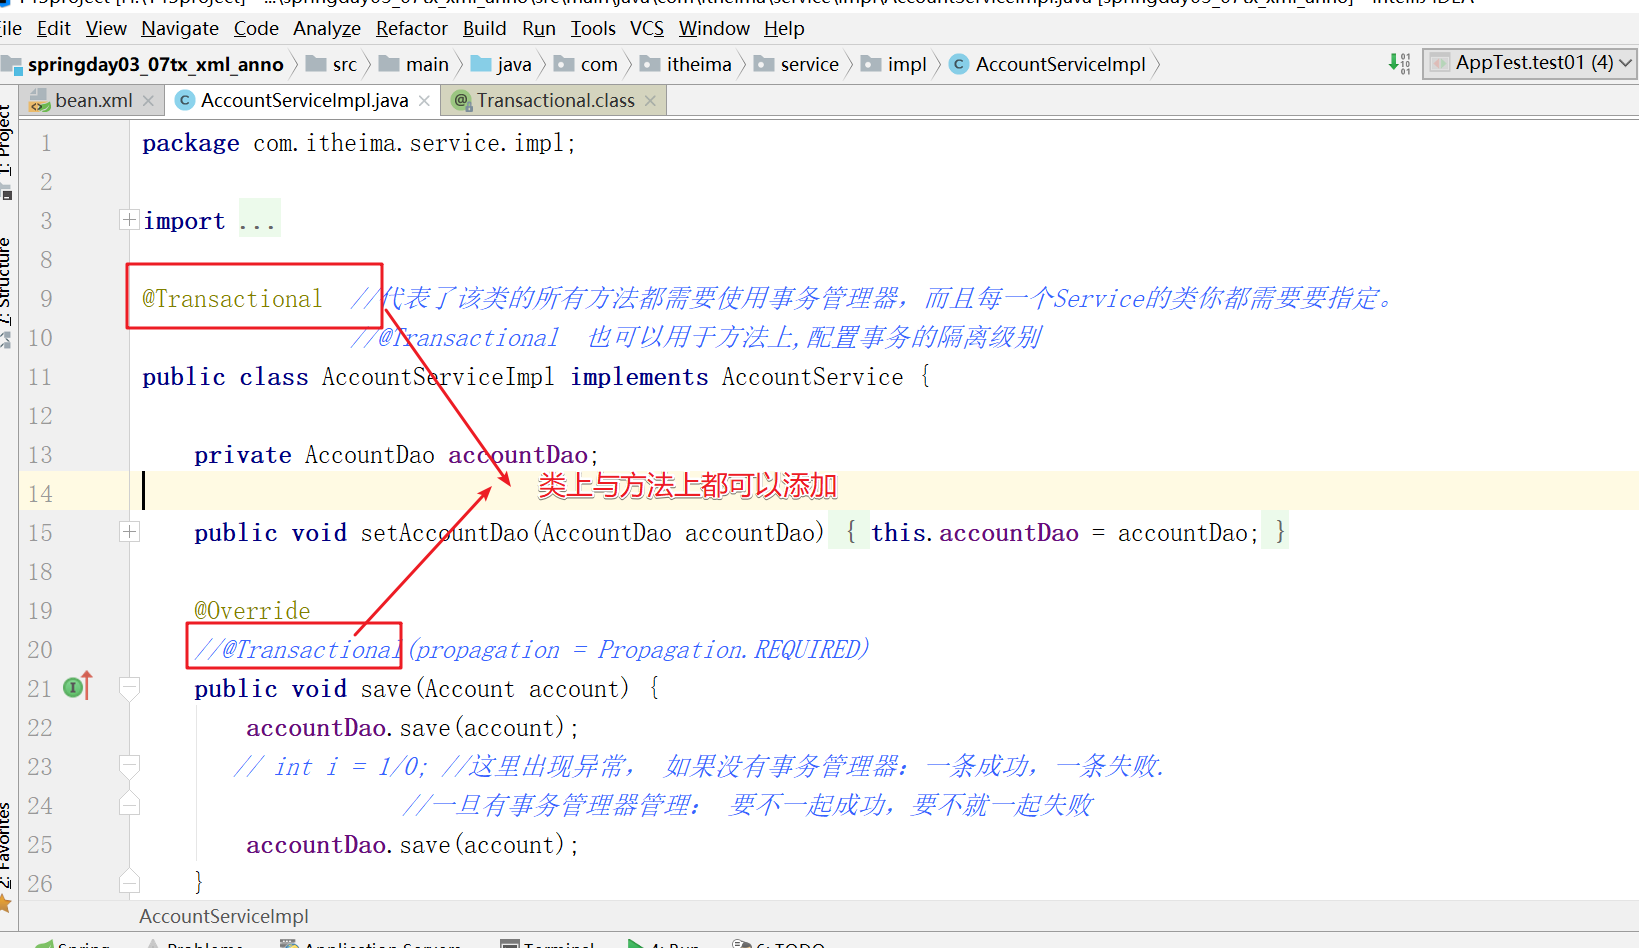 File Edit View Navigate Code Analyze Refactor Build Run Tools VCS Window Help
springday03_07tx_xml_anno src main java com itheima service impl AccountServiceImpl AppTest.test01 (4)
bean.xml AccountServiceImpl.java Transactional.class
1: Project
7: Structure
2: Favorites
1 package com.itheima.service.impl;
2
3 import ...
8
9 @Transactional //代表了该类的所有方法都需要使用事务管理器，而且每一个Service的类你都需要要指定。
10 //@Transactional 也可以用于方法上,配置事务的隔离级别
11 public class AccountServiceImpl implements AccountService {
12
13 private AccountDao accountDao;
14 类上与方法上都可以添加
15 public void setAccountDao(AccountDao accountDao) { this.accountDao = accountDao; }
18
19 @Override
20 //@Transactional(propagation = Propagation.REQUIRED)
21 public void save(Account account) {
22 accountDao.save(account);
23 // int i = 1/0; //这里出现异常， 如果没有事务管理器：一条成功，一条失败.
24 //一旦有事务管理器管理： 要不一起成功，要不就一起失败
25 accountDao.save(account);
26 }
AccountServiceImpl
Spring Problems Application Servers Terminal 4: Run 6: TODO